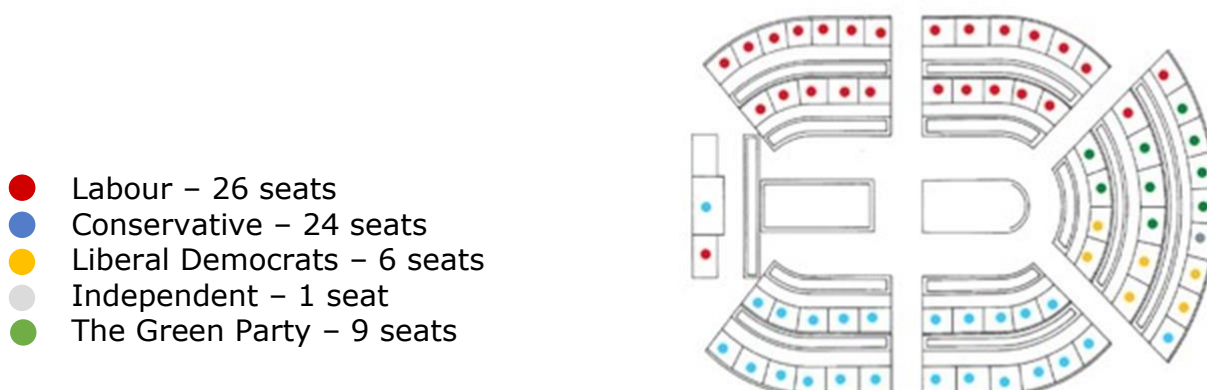 Labour – 26 seats
Conservative – 24 seats
Liberal Democrats – 6 seats
Independent – 1 seat
The Green Party – 9 seats